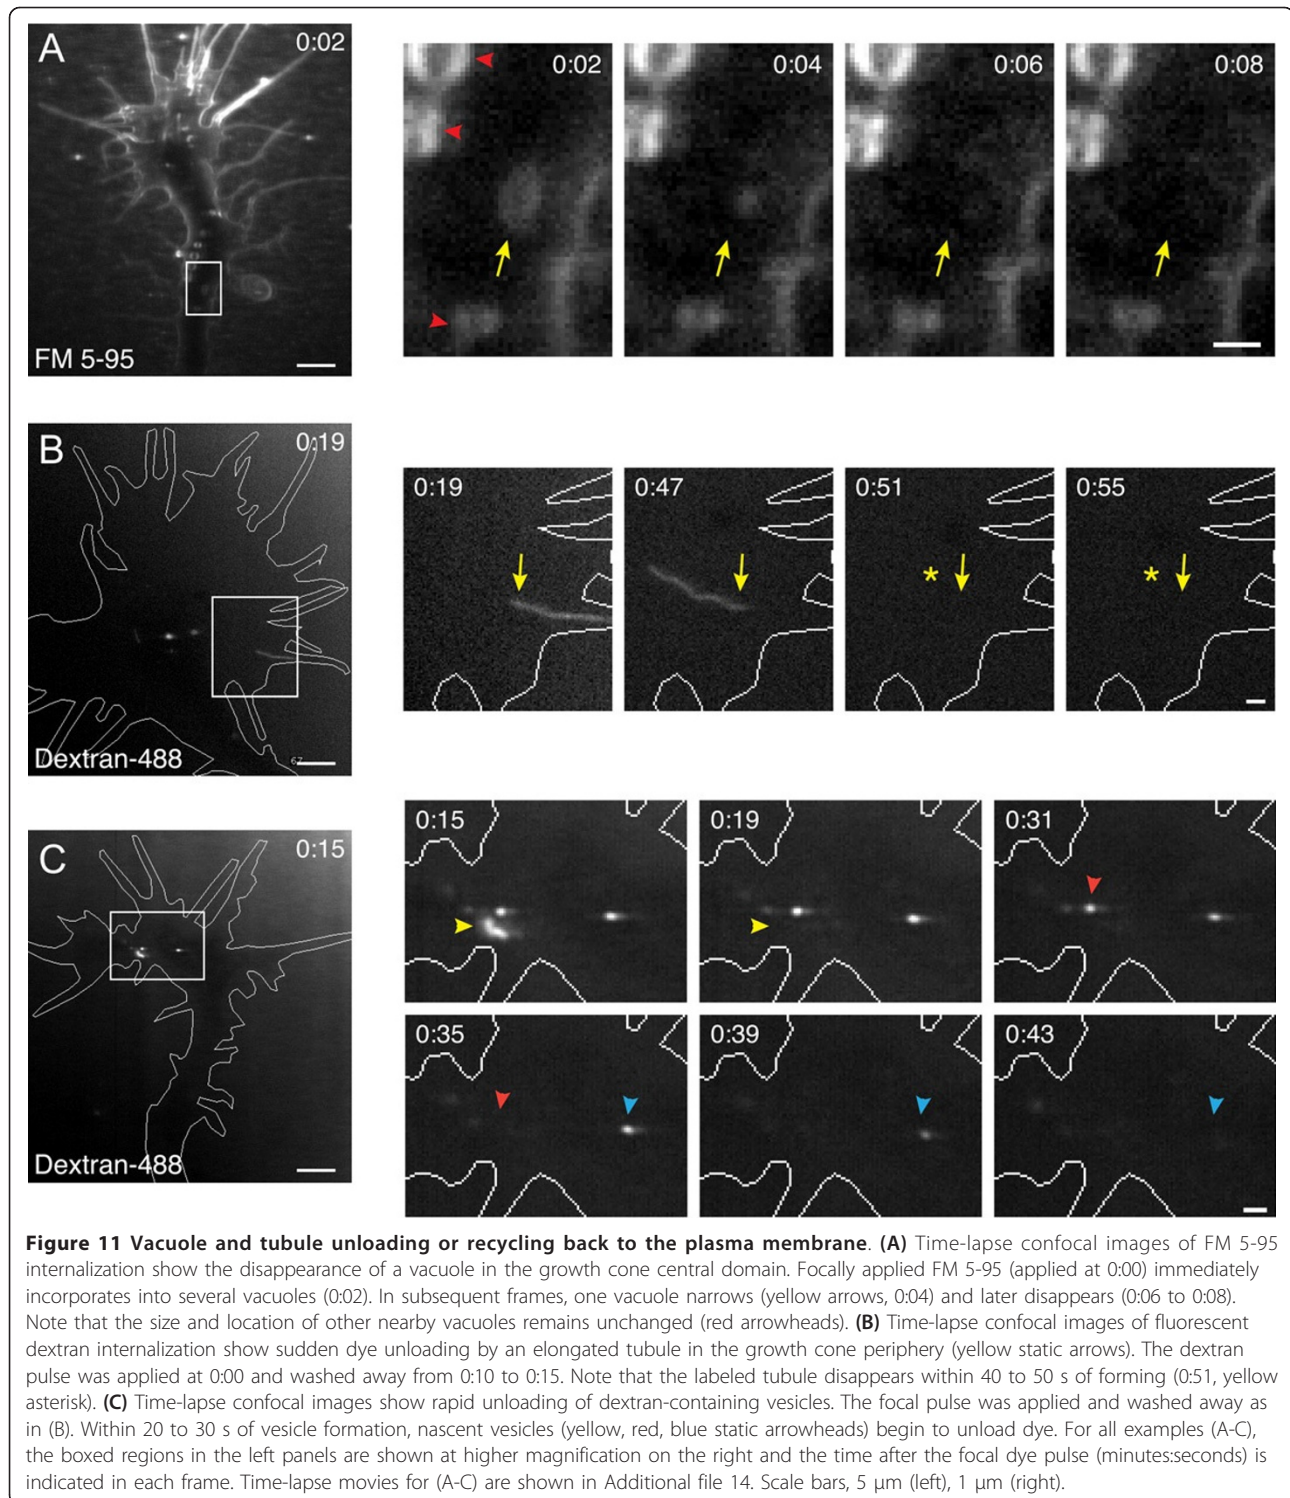 A
0:02
FM 5-95
0:02
0:04
0:06
0:08
B
0:19
Dextran-488
67
0:19
0:47
0:51
*
0:55
*
C
0:15
Dextran-488
0:15
0:19
0:31
0:35
0:39
0:43
Figure 11 Vacuole and tubule unloading or recycling back to the plasma membrane. (A) Time-lapse confocal images of FM 5-95
internalization show the disappearance of a vacuole in the growth cone central domain. Focally applied FM 5-95 (applied at 0:00) immediately
incorporates into several vacuoles (0:02). In subsequent frames, one vacuole narrows (yellow arrows, 0:04) and later disappears (0:06 to 0:08).
Note that the size and location of other nearby vacuoles remains unchanged (red arrowheads). (B) Time-lapse confocal images of fluorescent
dextran internalization show sudden dye unloading by an elongated tubule in the growth cone periphery (yellow static arrows). The dextran
pulse was applied at 0:00 and washed away from 0:10 to 0:15. Note that the labeled tubule disappears within 40 to 50 s of forming (0:51, yellow
asterisk). (C) Time-lapse confocal images show rapid unloading of dextran-containing vesicles. The focal pulse was applied and washed away as
in (B). Within 20 to 30 s of vesicle formation, nascent vesicles (yellow, red, blue static arrowheads) begin to unload dye. For all examples (A-C),
the boxed regions in the left panels are shown at higher magnification on the right and the time after the focal dye pulse (minutes:seconds) is
indicated in each frame. Time-lapse movies for (A-C) are shown in Additional file 14. Scale bars, 5 μm (left), 1 μm (right).